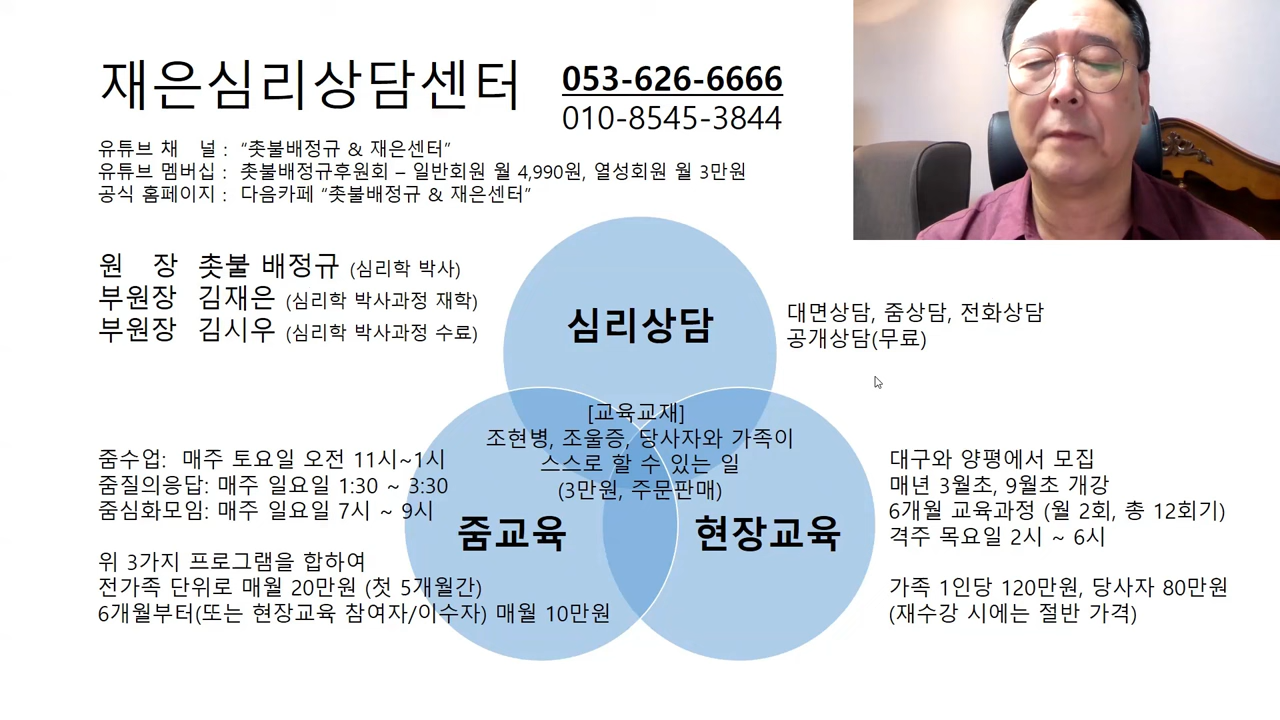 재은심리상담센터
053-626-6666
010-8545-3844
유튜브 채 널 : “촛불배정규 & 재은센터”
유튜브 멤버십 : 촛불배정규후원회 – 일반회원 월 4,990원, 열성회원 월 3만원
공식 홈페이지 : 다음카페 “촛불배정규 & 재은센터”
원 장 촛불 배정규 (심리학 박사)
부원장 김재은 (심리학 박사과정 재학)
부원장 김시우 (심리학 박사과정 수료)
심리상담
대면상담, 줌상담, 전화상담
공개상담(무료)
[교육교재]
조현병, 조울증, 당사자와 가족이
스스로 할 수 있는 일
(3만원, 주문판매)
줌수업: 매주 토요일 오전 11시~1시
줌질의응답: 매주 일요일 1:30 ~ 3:30
줌심화모임: 매주 일요일 7시 ~ 9시
위 3가지 프로그램을 합하여
전가족 단위로 매월 20만원 (첫 5개월간)
6개월부터(또는 현장교육 참여자/이수자) 매월 10만원
줌교육
현장교육
대구와 양평에서 모집
매년 3월초, 9월초 개강
6개월 교육과정 (월 2회, 총 12회기)
격주 목요일 2시 ~ 6시
가족 1인당 120만원, 당사자 80만원
(재수강 시에는 절반 가격)